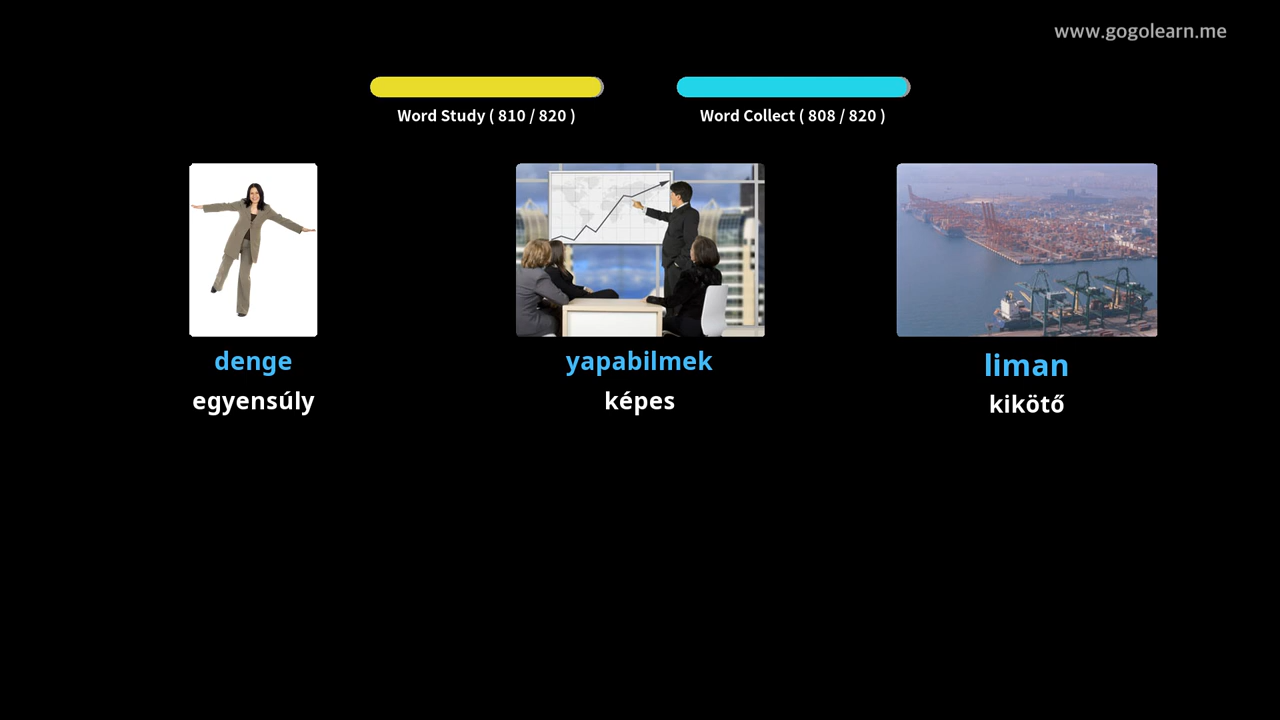 www.gogolearn.me
Word Study ( 810 / 820 )
Word Collect ( 808 / 820 )
denge
egyensúly
yapabilmek
képes
liman
kikötő